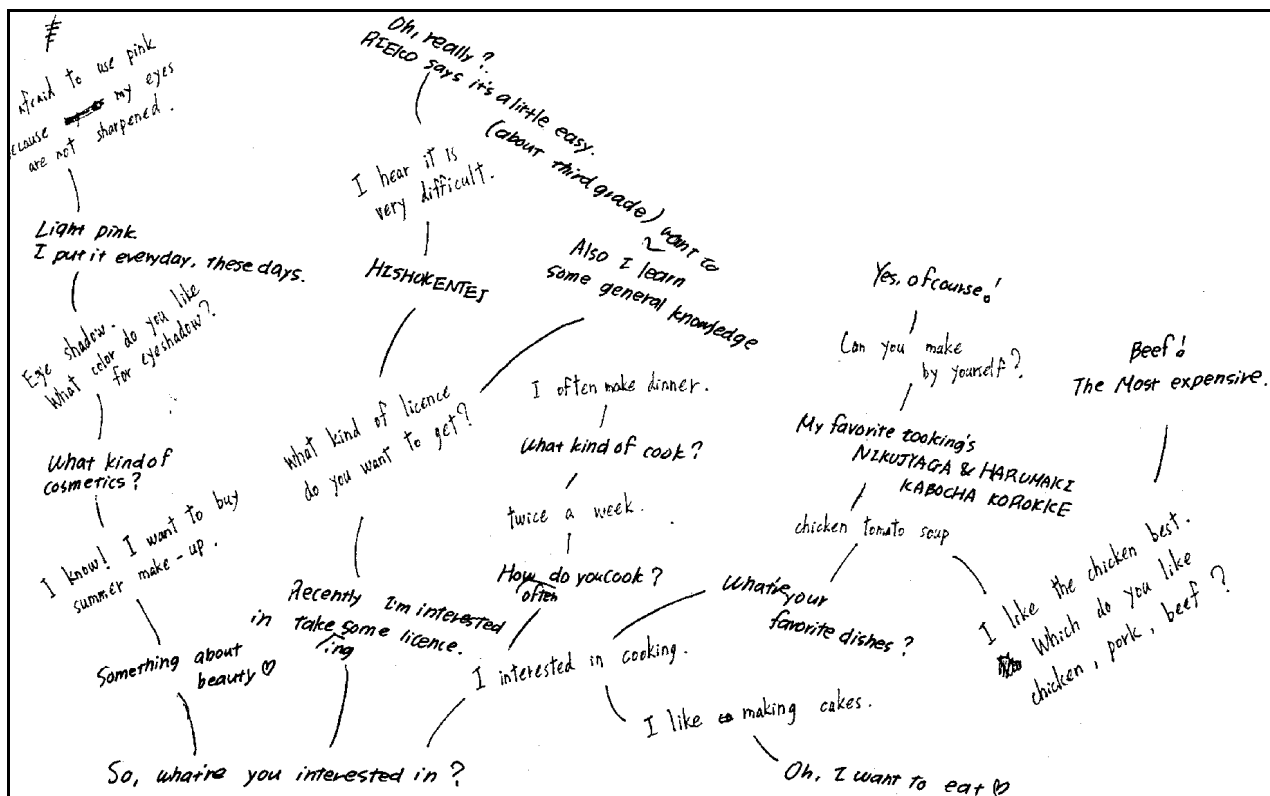 afraid to use pink
because my eyes
are not sharpened.
Light pink.
I put it everyday, these days.
Eye shadow.
What color do you like
for eyeshadow?
What kind of
cosmetics?
I know! I want to buy
summer make-up.
Something about
beauty♡
Oh, really?
RIEKO says it's a little easy.
(about third grade)
I hear it is
very difficult.
HISHOKENTEI
want to
Also I learn
some general knowledge
What kind of licence
do you want to get?
Recently I'm interested
in take some licence.
ing
I often make dinner.
What kind of cook?
twice a week.
How do you cook?
often
I interested in cooking.
Yes, ofcourse!
Can you make
by yourself?
My favorite cooking's
NIKUJYAGA & HARUMAKI
KABOCHA KOROKKE
chicken tomato soup
What're your
favorite dishes?
Beef!
The Most expensive.
I like the chicken best.
Which do you like
chicken, pork, beef?
I like making cakes.
Oh, I want to eat♡
So, what're you interested in?